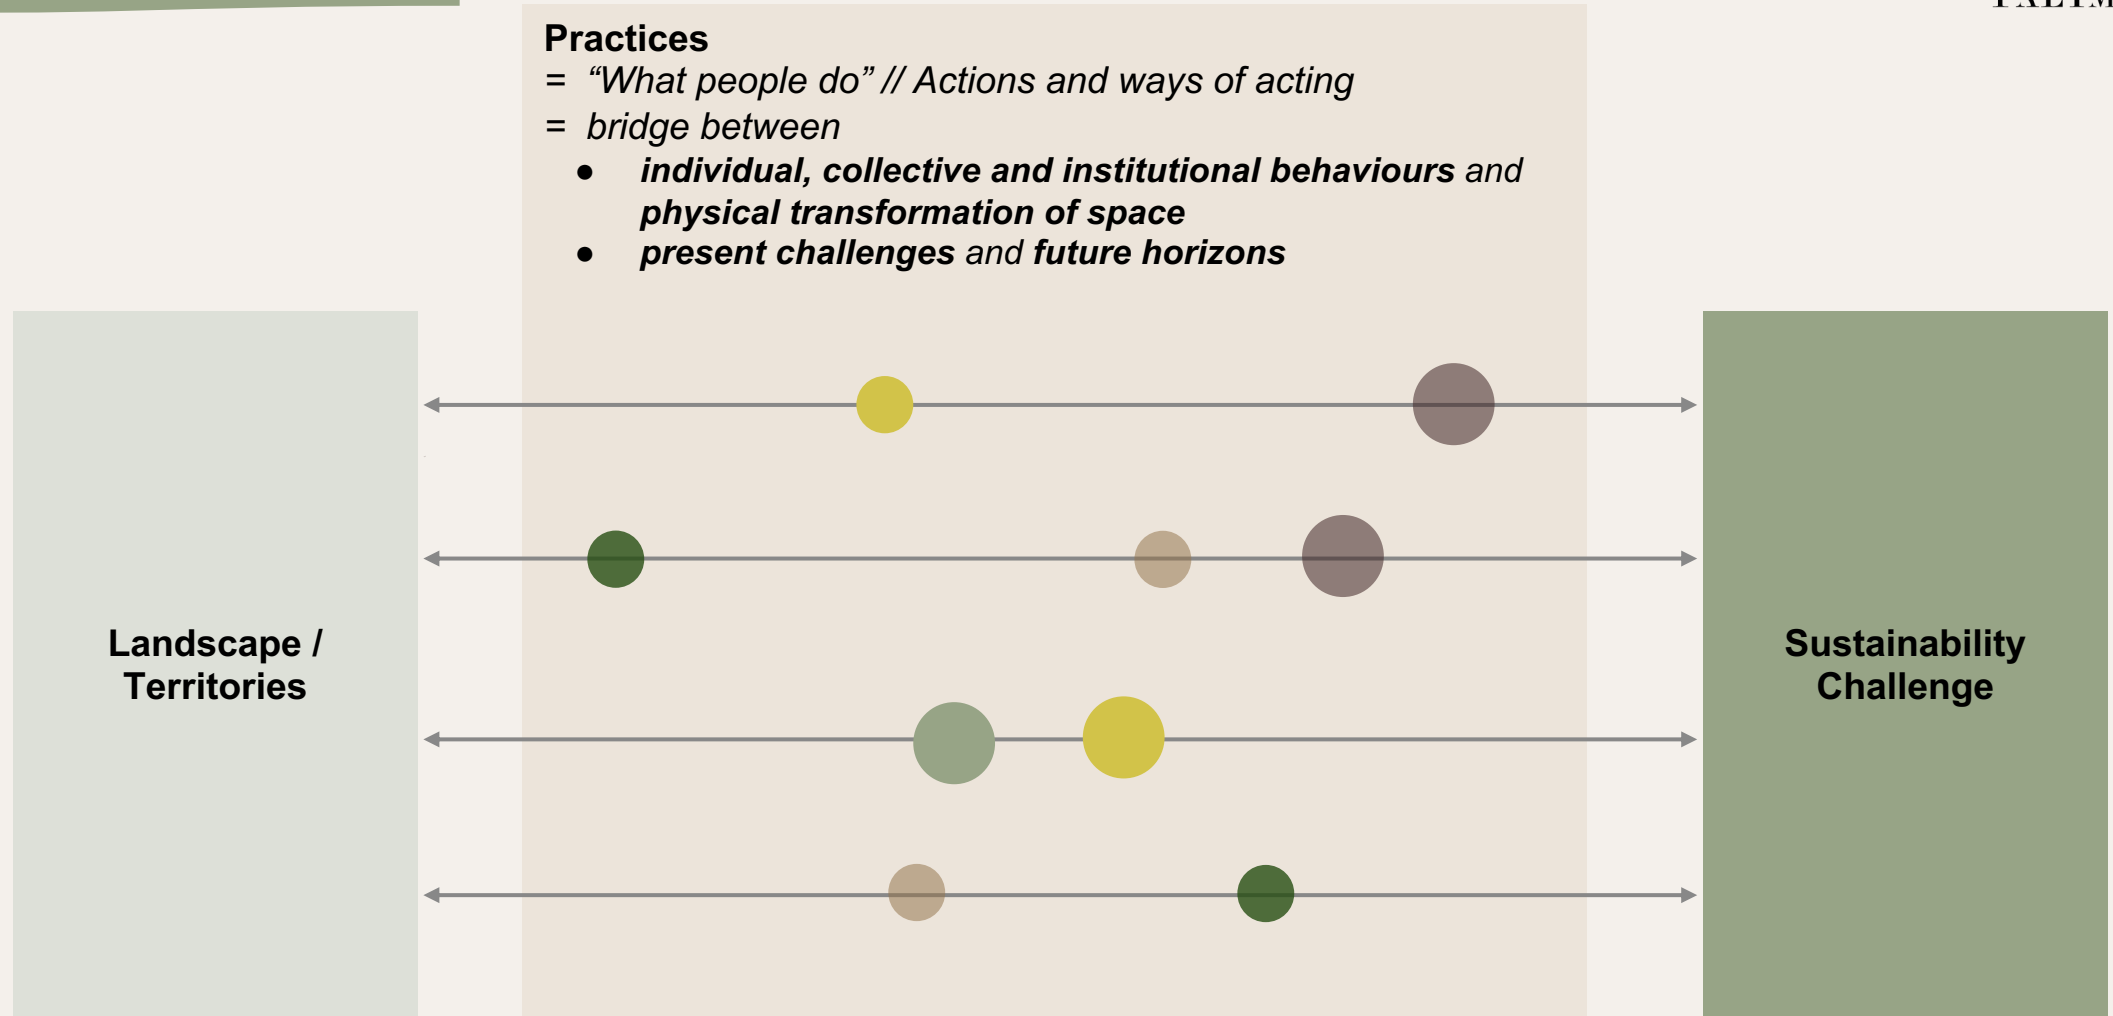 Practices
= “What people do” // Actions and ways of acting
= bridge between
● individual, collective and institutional behaviours and
physical transformation of space
● present challenges and future horizons
Landscape /
Territories
Sustainability
Challenge